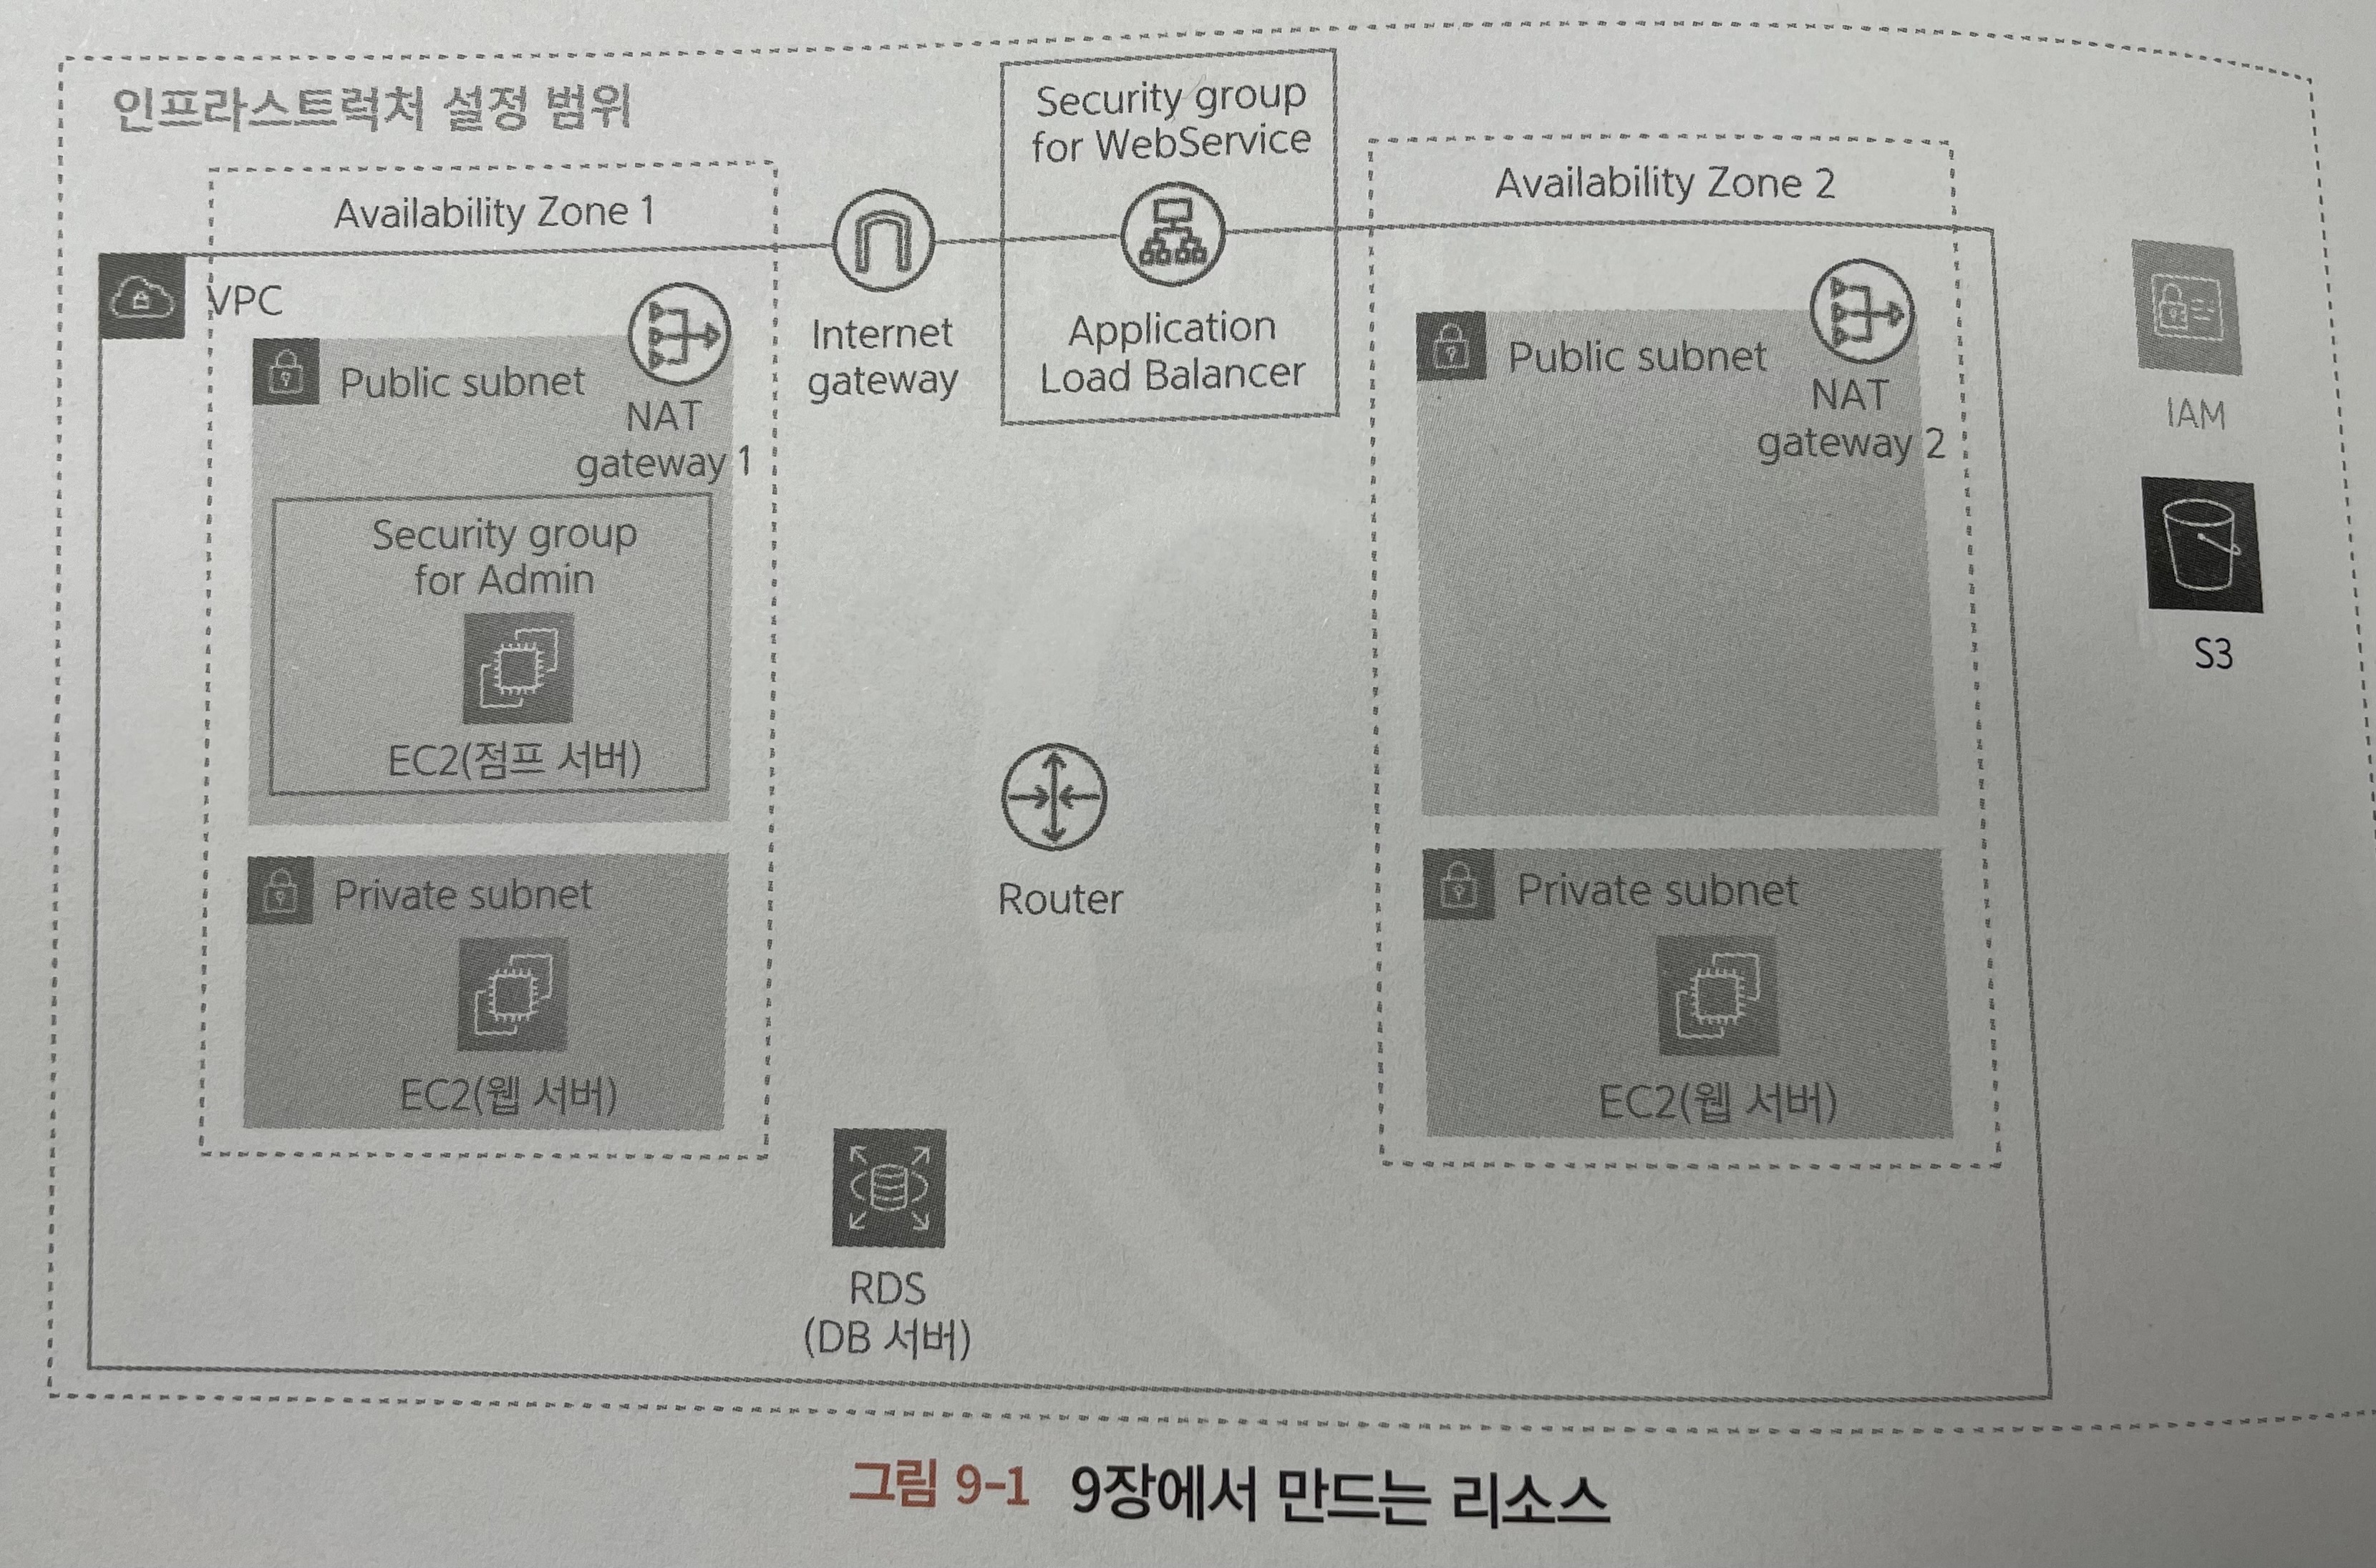 인프라스트럭처 설정 범위
Security group
for WebService
Application
Load Balancer
Availability Zone 1
Availability Zone 2
VPC
Internet
gateway
Public subnet
NAT
gateway 1
Security group
for Admin
EC2(점프 서버)
Private subnet
EC2(웹 서버)
Router
RDS
(DB 서버)
Public subnet
NAT
gateway 2
Private subnet
EC2(웹 서버)
IAM
S3
그림 9-1 9장에서 만드는 리소스